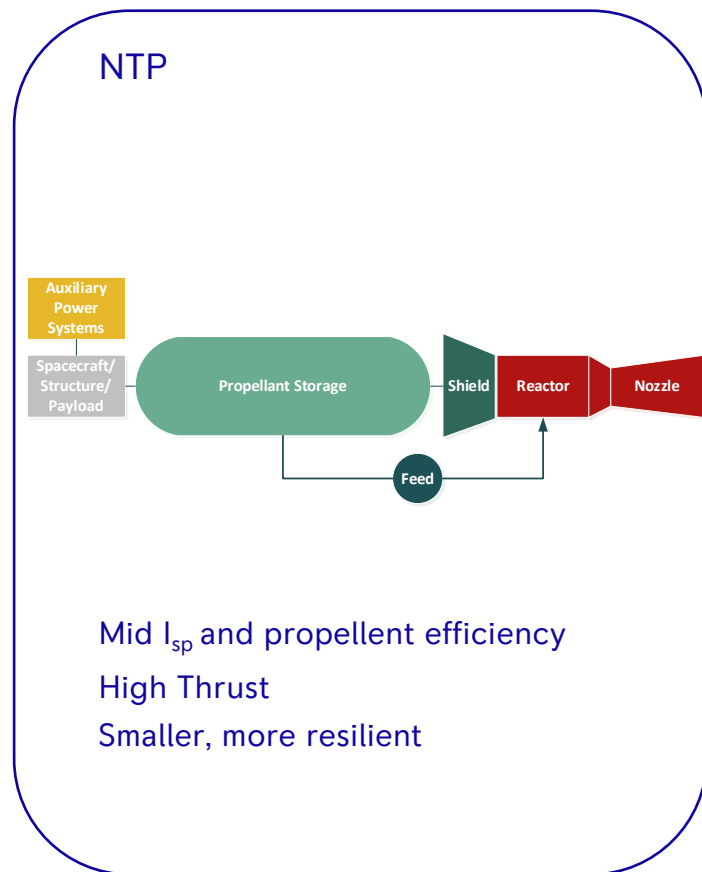 NTP
Auxiliary
Power
Systems
Spacecraft/
Structure/
Payload
Propellant Storage
Shield
Reactor
Nozzle
Feed
Mid Isp and propellent efficiency
High Thrust
Smaller, more resilient